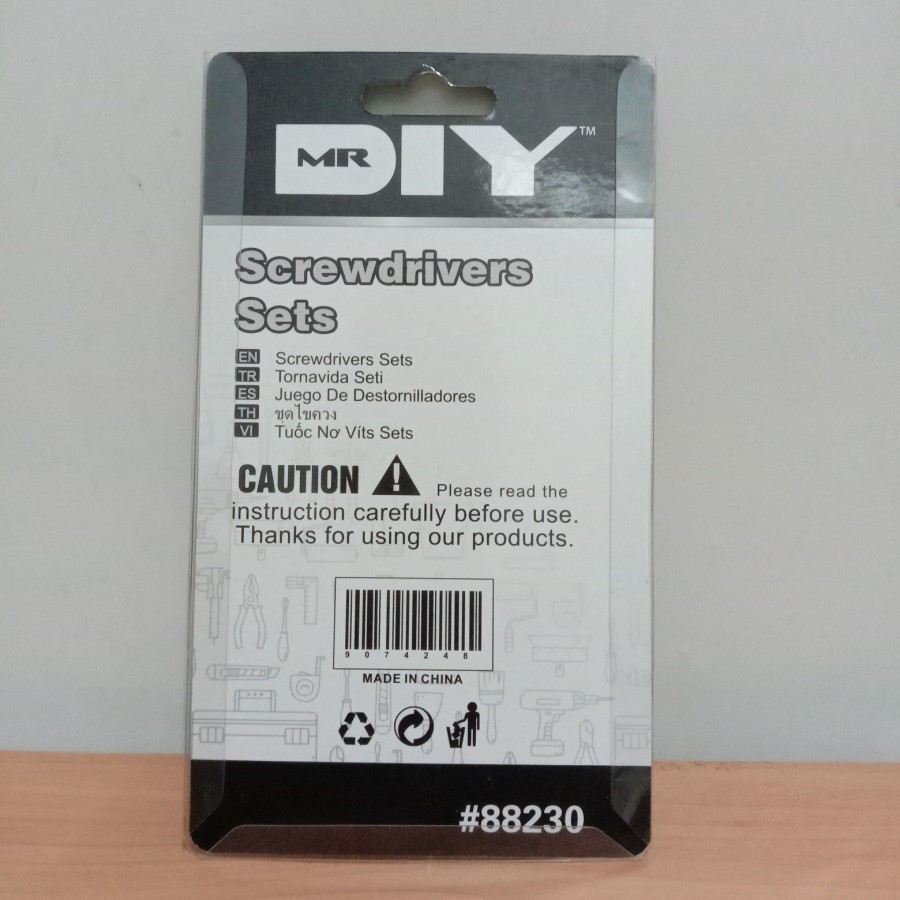 MR DIY™
Screwdrivers
Sets
EN Screwdrivers Sets
TR Tornavida Seti
ES Juego De Destornilladores
TH ชุดไขควง
VI Tuốc Nơ Víts Sets
CAUTION ! Please read the
instruction carefully before use.
Thanks for using our products.
9074248
MADE IN CHINA
#88230